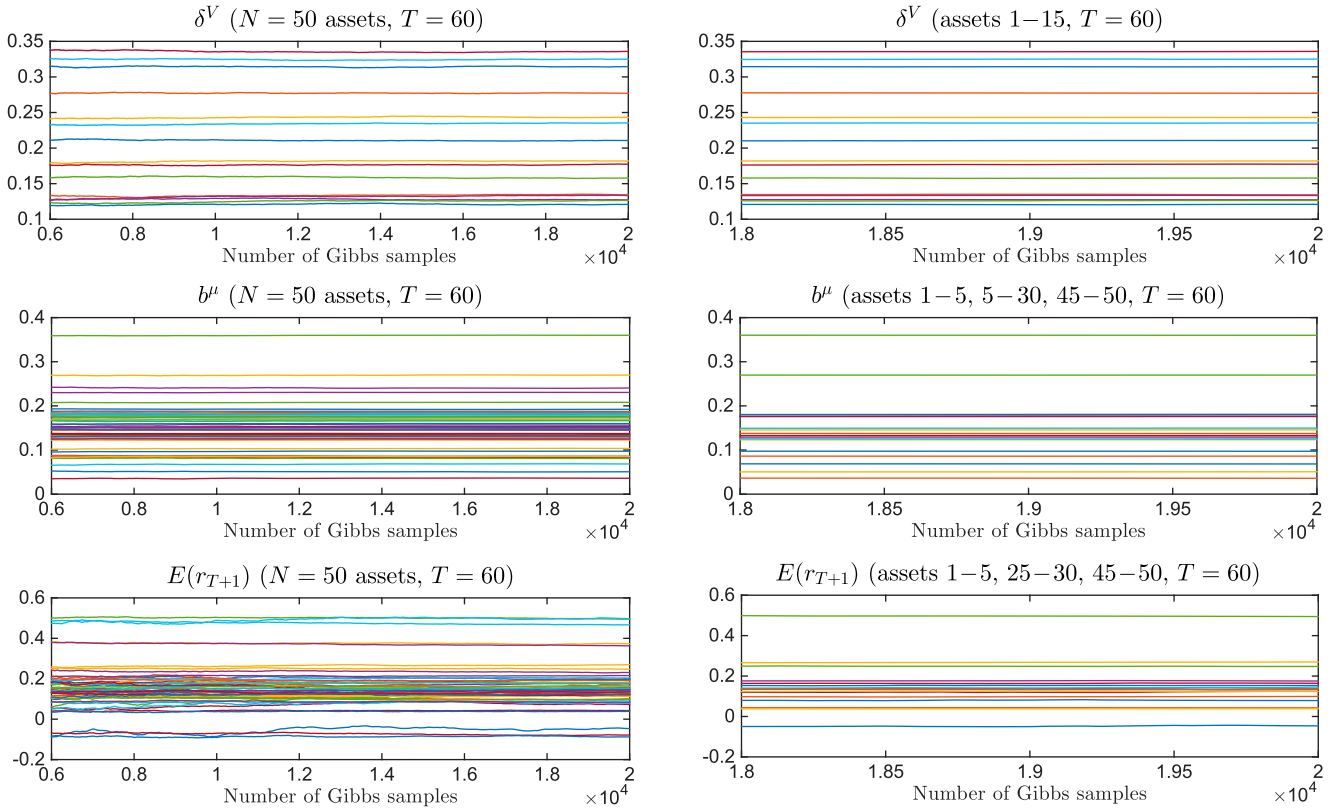 δ^V (N = 50 assets, T = 60)
0.35
0.3
0.25
0.2
0.15
0.1
0.6 0.8 1 1.2 1.4 1.6 1.8 2
Number of Gibbs samples ×10^4
δ^V (assets 1−15, T = 60)
0.35
0.3
0.25
0.2
0.15
0.1
1.8 1.85 1.9 1.95 2
Number of Gibbs samples ×10^4
b^μ (N = 50 assets, T = 60)
0.4
0.3
0.2
0.1
0
0.6 0.8 1 1.2 1.4 1.6 1.8 2
Number of Gibbs samples ×10^4
b^μ (assets 1−5, 5−30, 45−50, T = 60)
0.4
0.3
0.2
0.1
0
1.8 1.85 1.9 1.95 2
Number of Gibbs samples ×10^4
E(r_{T+1}) (N = 50 assets, T = 60)
0.6
0.4
0.2
0
-0.2
0.6 0.8 1 1.2 1.4 1.6 1.8 2
Number of Gibbs samples ×10^4
E(r_{T+1}) (assets 1−5, 25−30, 45−50, T = 60)
0.6
0.4
0.2
0
-0.2
1.8 1.85 1.9 1.95 2
Number of Gibbs samples ×10^4